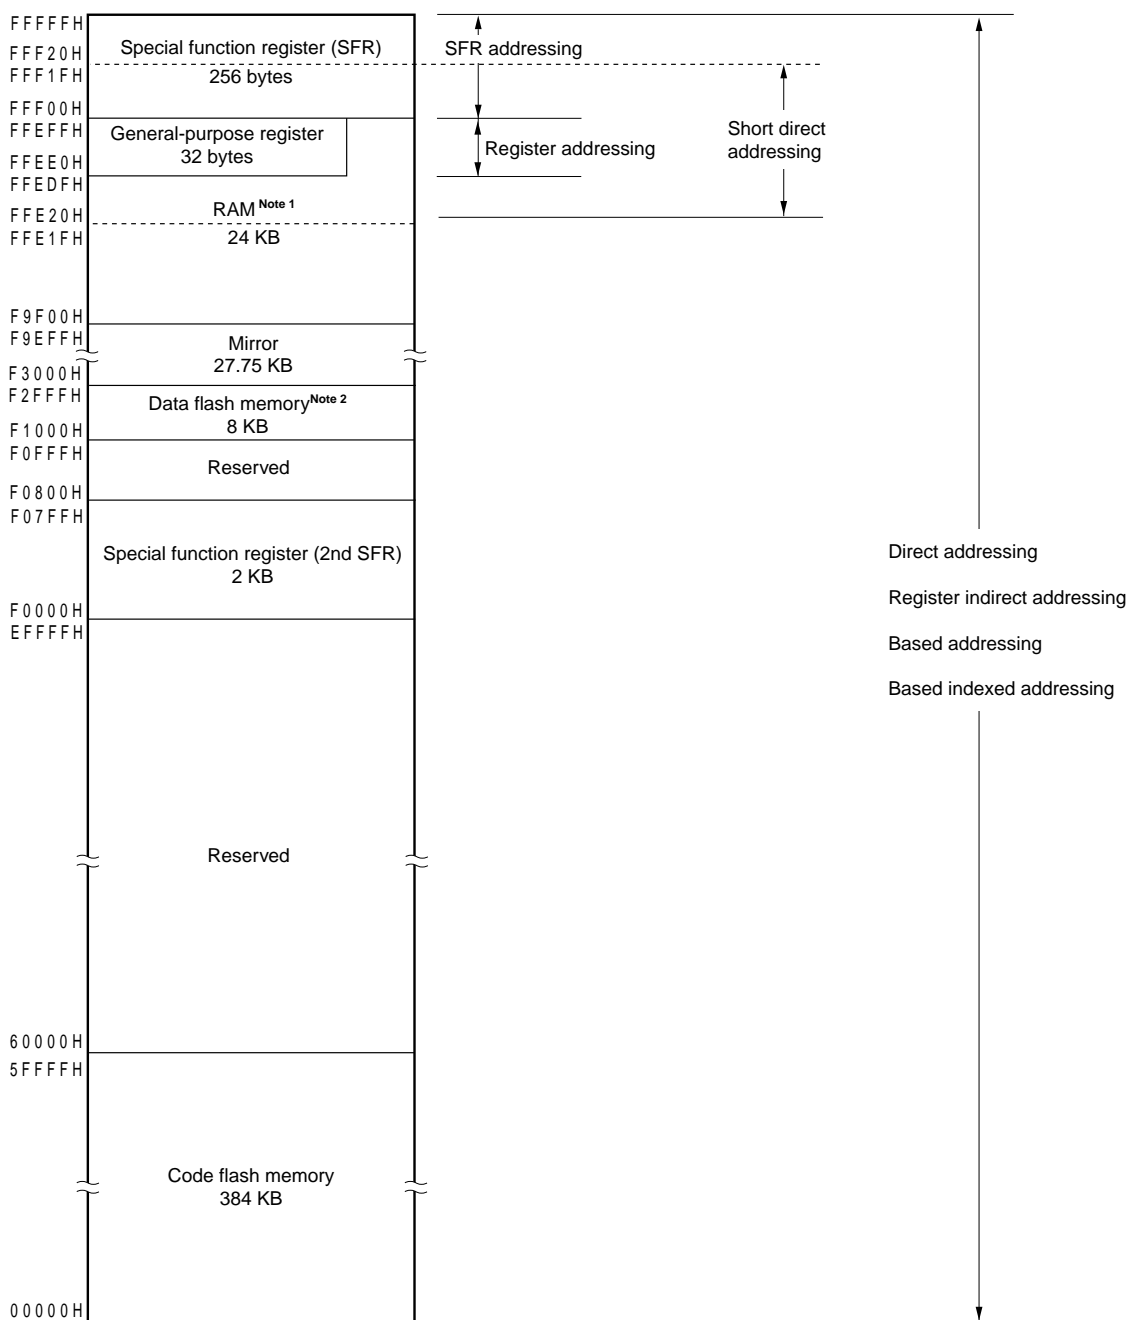 FFFFFH
Special function register (SFR)
SFR addressing
FFF20H
FFF1FH
256 bytes
FFF00H
FFEFFH
General-purpose register
32 bytes
Register addressing
Short direct
addressing
FFEE0H
FFEDFH
RAM Note 1
FFE20H
FFE1FH
24 KB
F9F00H
F9EFFH
Mirror
27.75 KB
F3000H
F2FFFH
Data flash memory Note 2
8 KB
F1000H
F0FFFH
Reserved
F0800H
F07FFH
Special function register (2nd SFR)
2 KB
Direct addressing
Register indirect addressing
Based addressing
Based indexed addressing
F0000H
EFFFFH
Reserved
60000H
5FFFFH
Code flash memory
384 KB
00000H